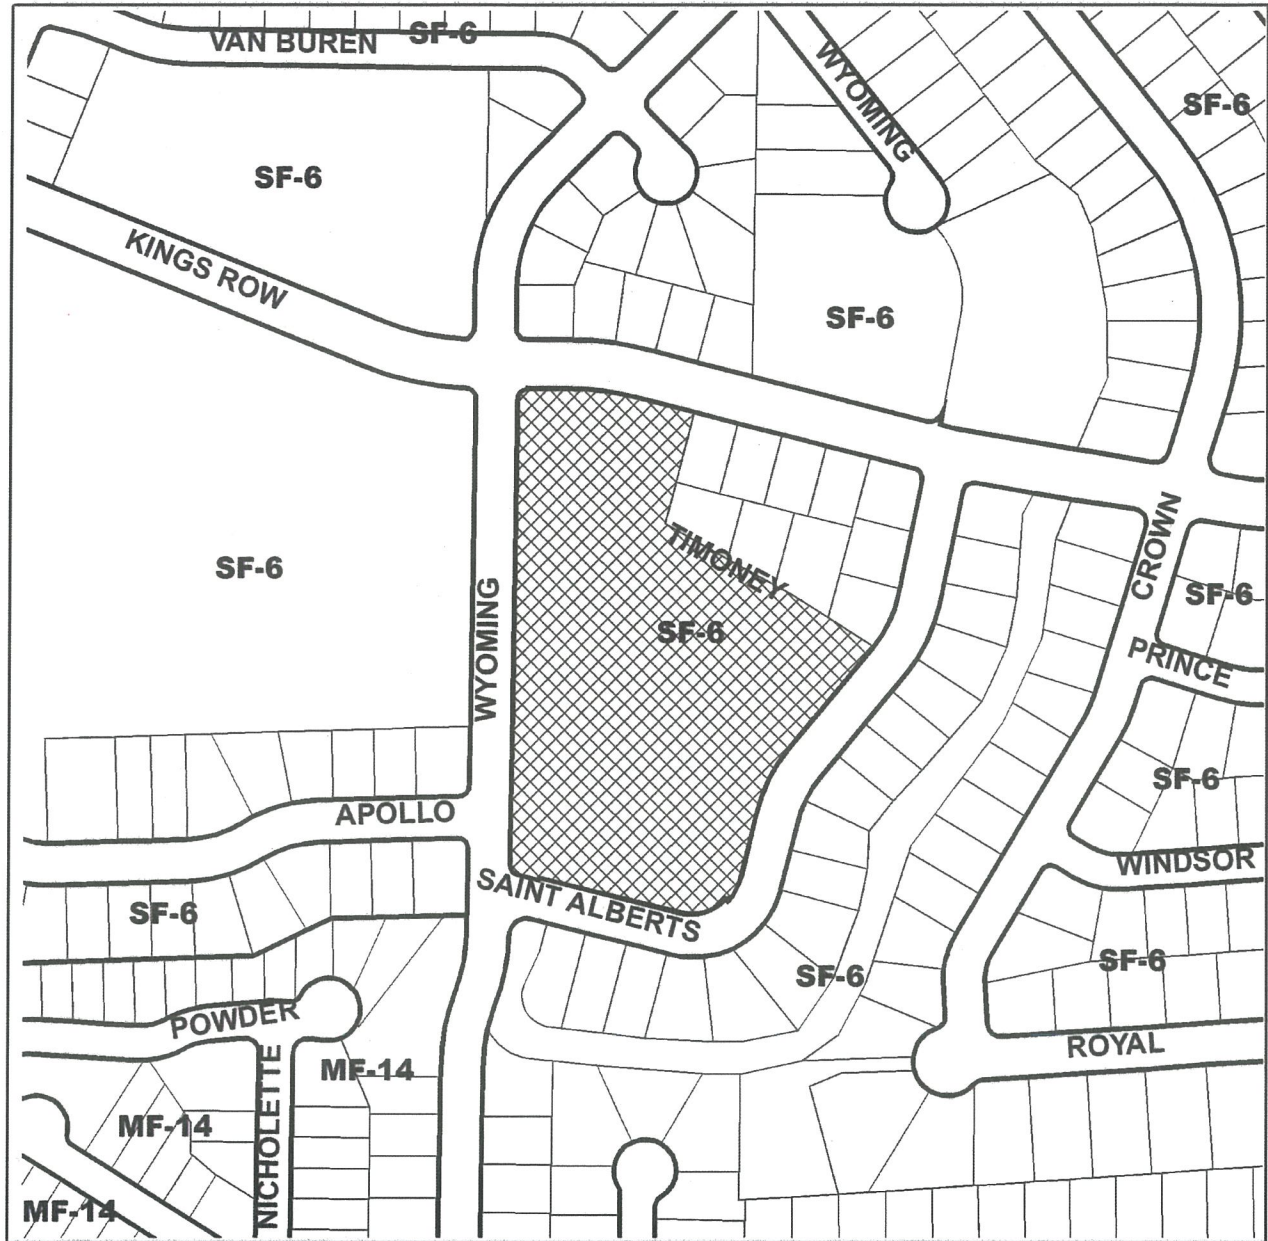 VAN BUREN
SF-6
WYOMING
SF-6
SF-6
KINGS ROW
SF-6
CROWN
TIMONEY
SF-6
WYOMING
SF-6
SF-6
PRINCE
SF-6
APOLLO
WINDSOR
SAINT ALBERTS
SF-6
SF-6
SF-6
POWDER
ROYAL
NICHOLETTE
MF-14
MF-14
MF-14